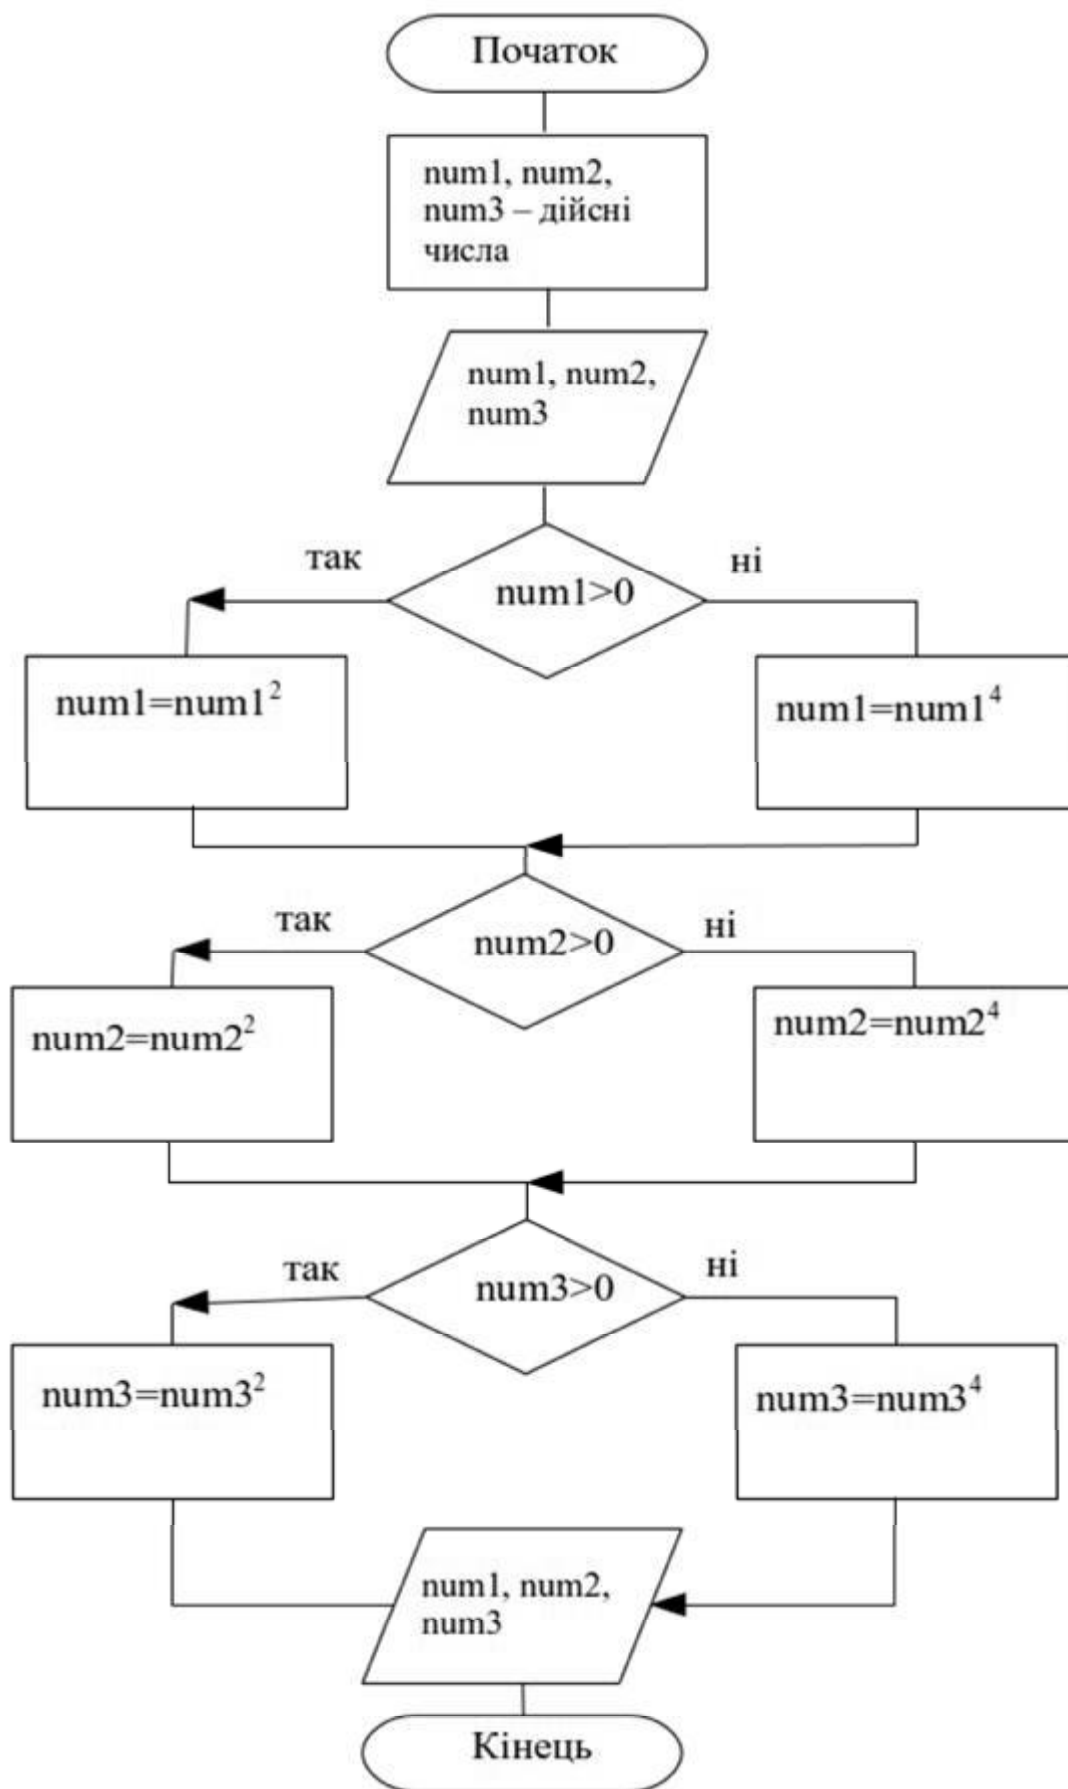 Початок
num1, num2,
num3 – дійсні
числа
num1, num2,
num3
так
ні
num1>0
num1=num1²
num1=num1⁴
так
ні
num2>0
num2=num2²
num2=num2⁴
так
ні
num3>0
num3=num3²
num3=num3⁴
num1, num2,
num3
Кінець